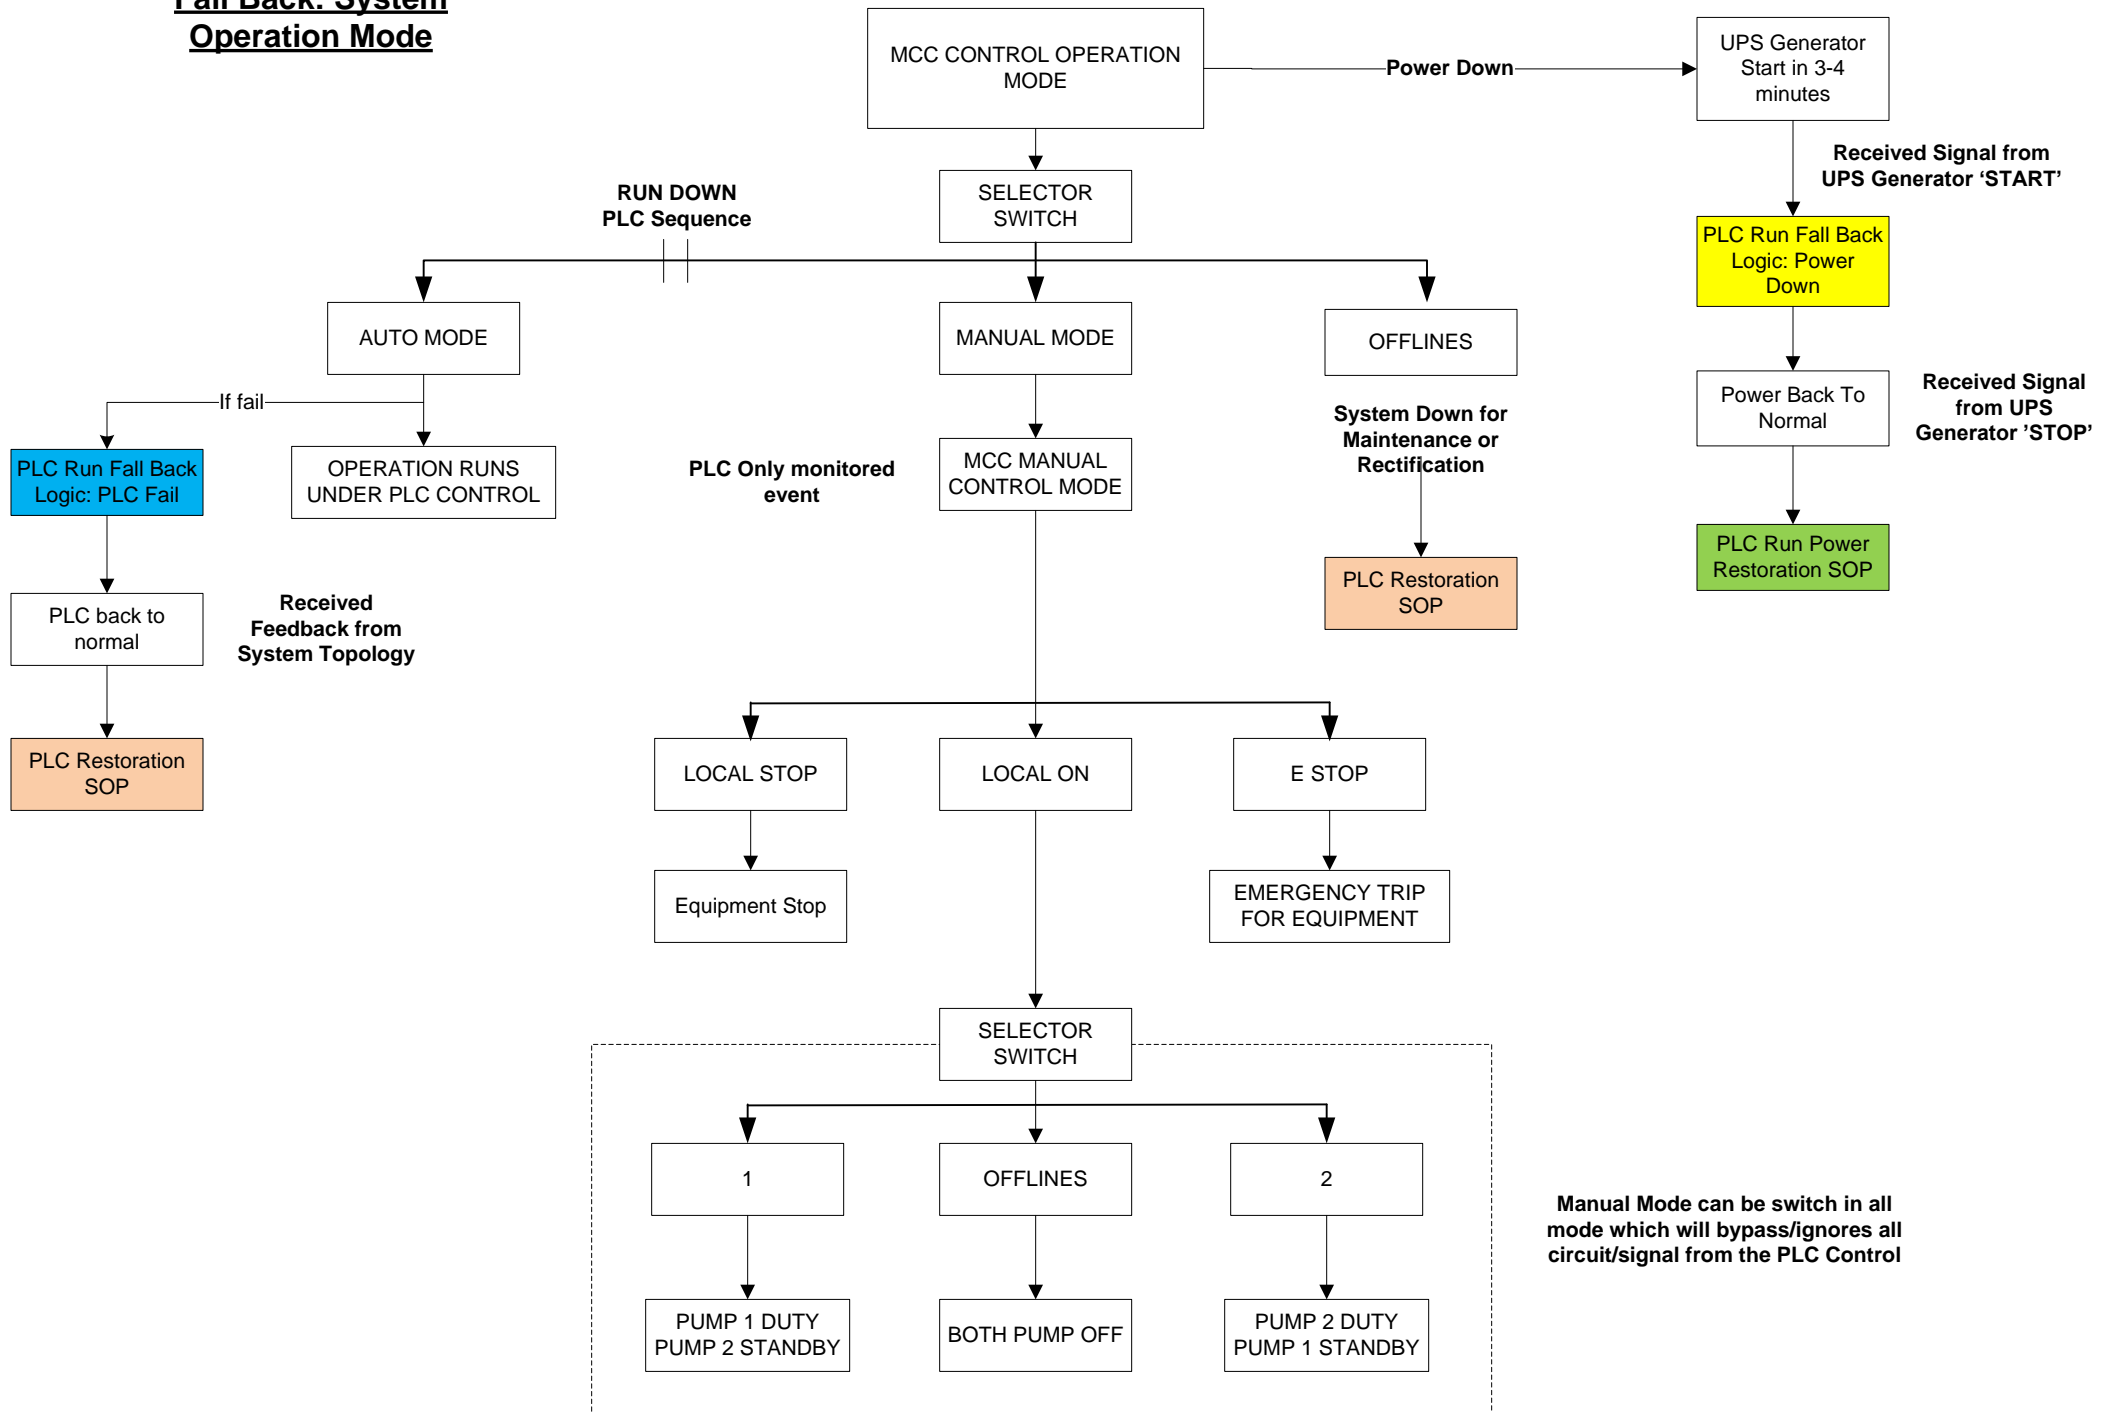 Fall Back: System
Operation Mode
MCC CONTROL OPERATION
MODE
Power Down
UPS Generator
Start in 3-4
minutes
Received Signal from
UPS Generator ‘START’
RUN DOWN
PLC Sequence
SELECTOR
SWITCH
PLC Run Fall Back
Logic: Power
Down
AUTO MODE
MANUAL MODE
OFFLINES
If fail
Power Back To
Normal
Received Signal
from UPS
Generator ’STOP’
System Down for
Maintenance or
Rectification
PLC Run Fall Back
Logic: PLC Fail
OPERATION RUNS
UNDER PLC CONTROL
PLC Only monitored
event
MCC MANUAL
CONTROL MODE
PLC Run Power
Restoration SOP
PLC Restoration
SOP
PLC back to
normal
Received
Feedback from
System Topology
PLC Restoration
SOP
LOCAL STOP
LOCAL ON
E STOP
Equipment Stop
EMERGENCY TRIP
FOR EQUIPMENT
SELECTOR
SWITCH
1
OFFLINES
2
Manual Mode can be switch in all
mode which will bypass/ignores all
circuit/signal from the PLC Control
PUMP 1 DUTY
PUMP 2 STANDBY
BOTH PUMP OFF
PUMP 2 DUTY
PUMP 1 STANDBY